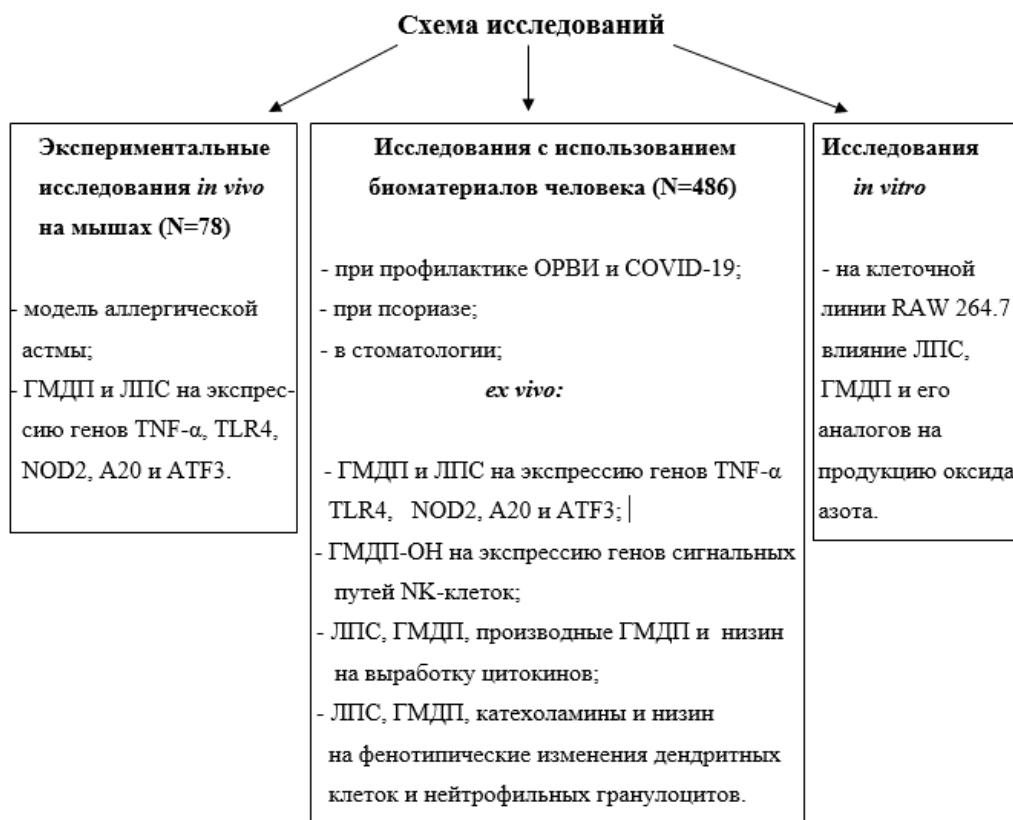 Схема исследований
Экспериментальные
исследования in vivo
на мышах (N=78)
- модель аллергической
астмы;
- ГМДП и ЛПС на экспрес-
сию генов TNF-α, TLR4,
NOD2, A20 и ATF3.
Исследования с использованием
биоматериалов человека (N=486)
- при профилактике ОРВИ и COVID-19;
- при псориазе;
- в стоматологии;
ex vivo:
- ГМДП и ЛПС на экспрессию генов TNF-α
TLR4, NOD2, A20 и ATF3;
- ГМДП-ОН на экспрессию генов сигнальных
путей NK-клеток;
- ЛПС, ГМДП, производные ГМДП и низин
на выработку цитокинов;
- ЛПС, ГМДП, катехоламины и низин
на фенотипические изменения дендритных
клеток и нейтрофильных гранулоцитов.
Исследования
in vitro
- на клеточной
линии RAW 264.7
влияние ЛПС,
ГМДП и его
аналогов на
продукцию оксида
азота.